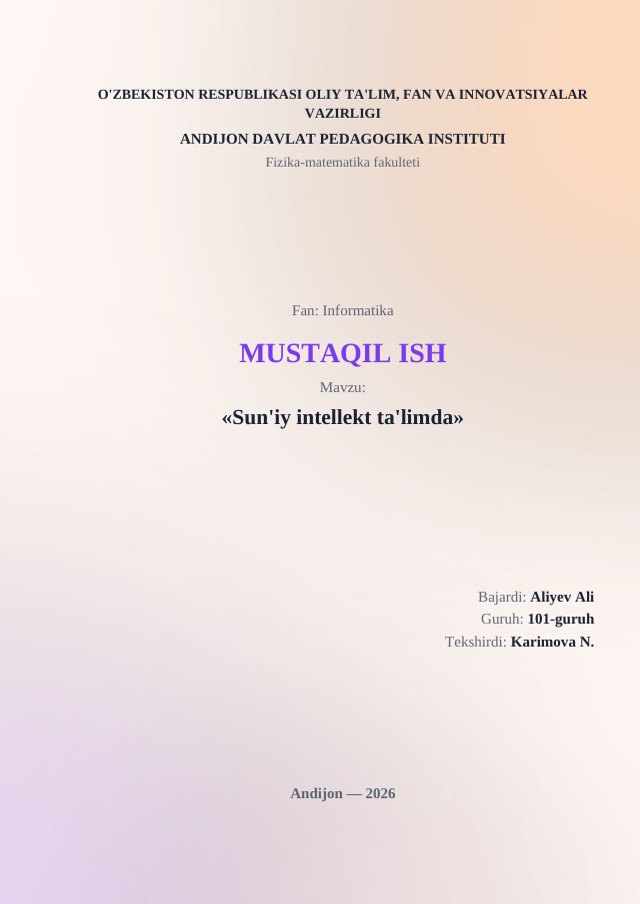 O'ZBEKISTON RESPUBLIKASI OLIY TA'LIM, FAN VA INNOVATSIYALAR
VAZIRLIGI
ANDIJON DAVLAT PEDAGOGIKA INSTITUTI
Fizika-matematika fakulteti
Fan: Informatika
MUSTAQIL ISH
Mavzu:
«Sun'iy intellekt ta'limda»
Bajardi: Aliyev Ali
Guruh: 101-guruh
Tekshirdi: Karimova N.
Andijon — 2026